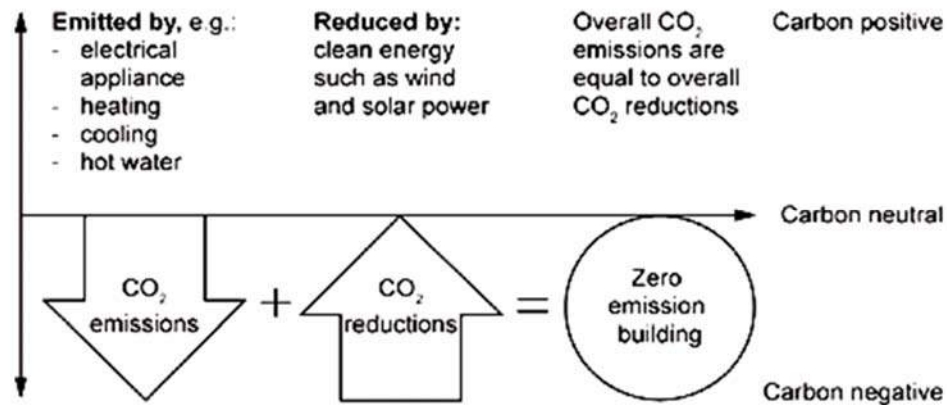 Emitted by, e.g.:
- electrical
appliance
- heating
- cooling
- hot water
Reduced by:
clean energy
such as wind
and solar power
Overall CO₂
emissions are
equal to overall
CO₂ reductions
Carbon positive
Carbon neutral
CO₂
emissions
+
CO₂
reductions
=
Zero
emission
building
Carbon negative